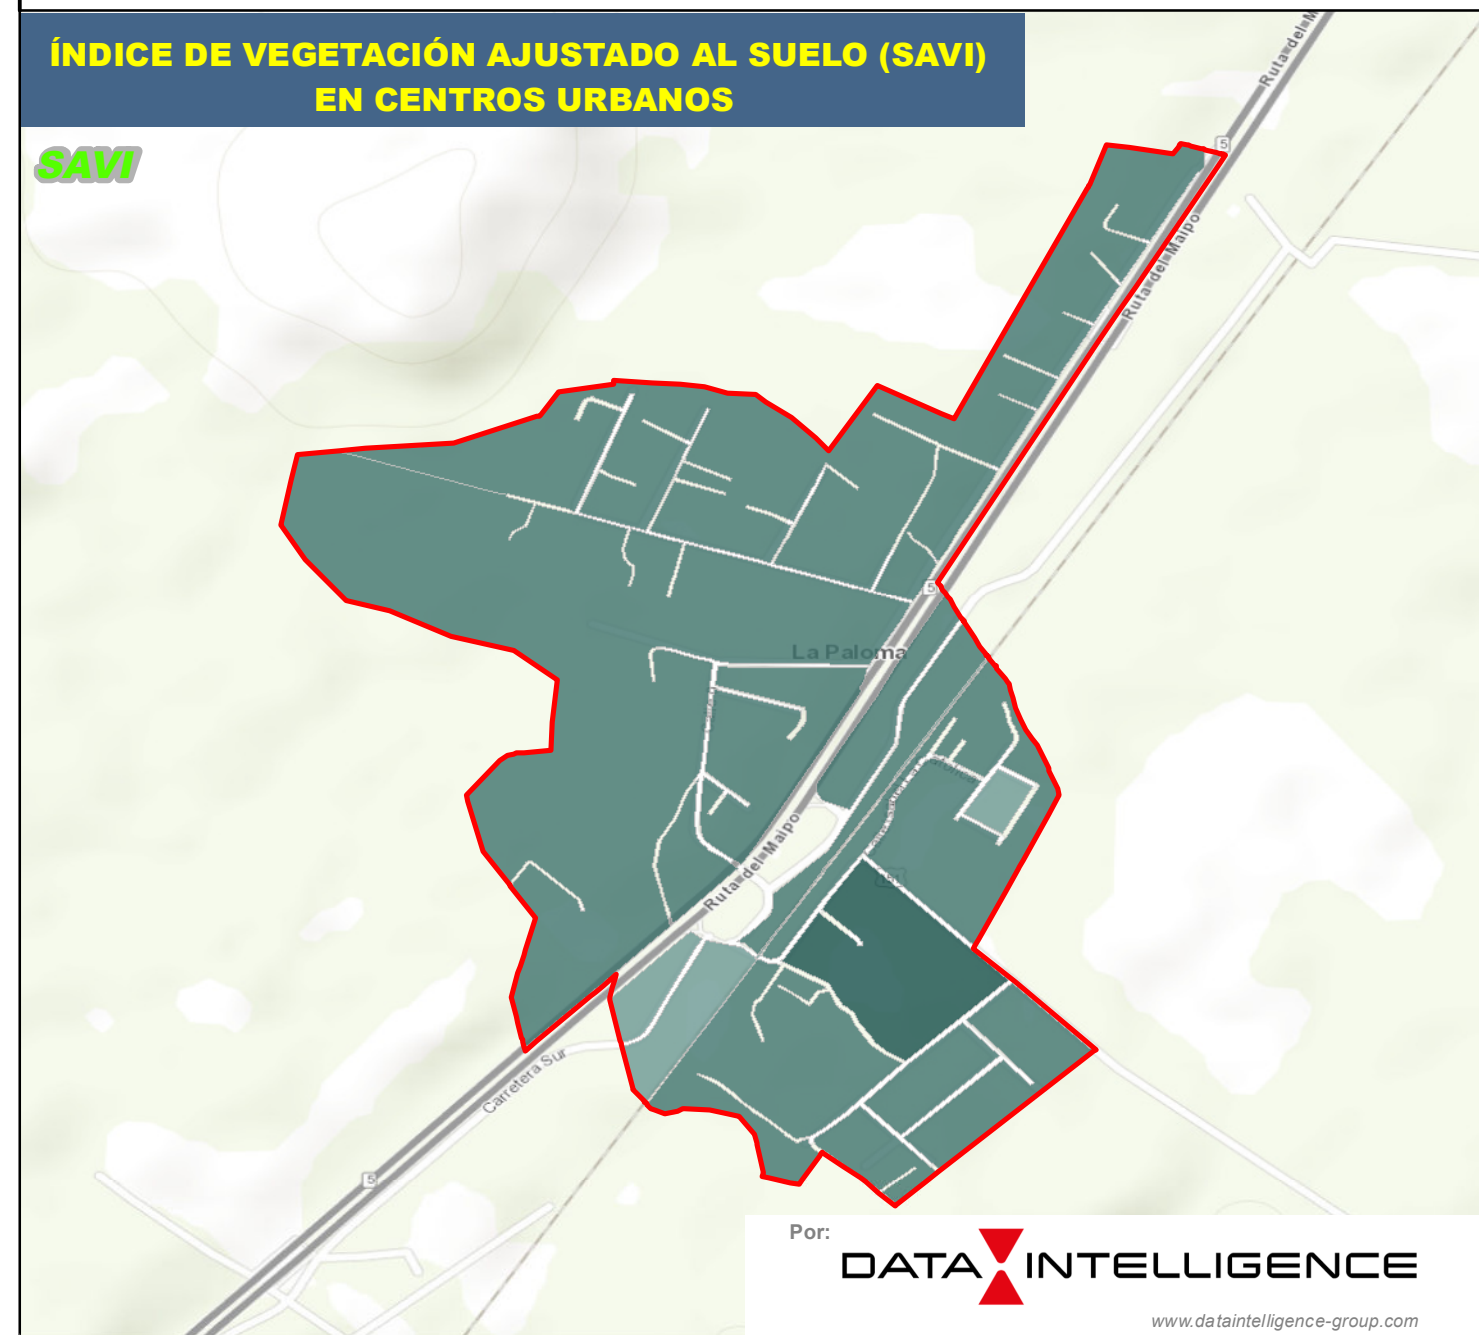 ÍNDICE DE VEGETACIÓN AJUSTADO AL SUELO (SAVI)
EN CENTROS URBANOS
SAVI
Ruta del M
5
Ruta del Maipo
5
La Paloma
Ruta del Maipo
Carretera Sur
5
Por:
DATA INTELLIGENCE
www.dataintelligence-group.com